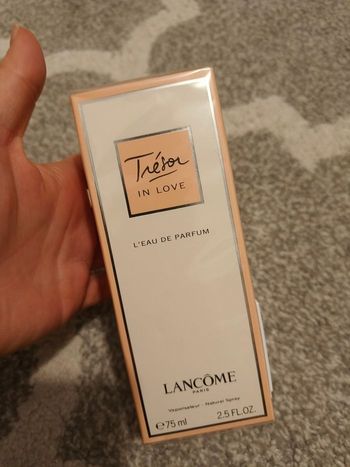 Trésor
IN LOVE
L'EAU DE PARFUM
LANCÔME
PARIS
Vaporisateur - Natural Spray
℮75 ml 2.5 FL.OZ.